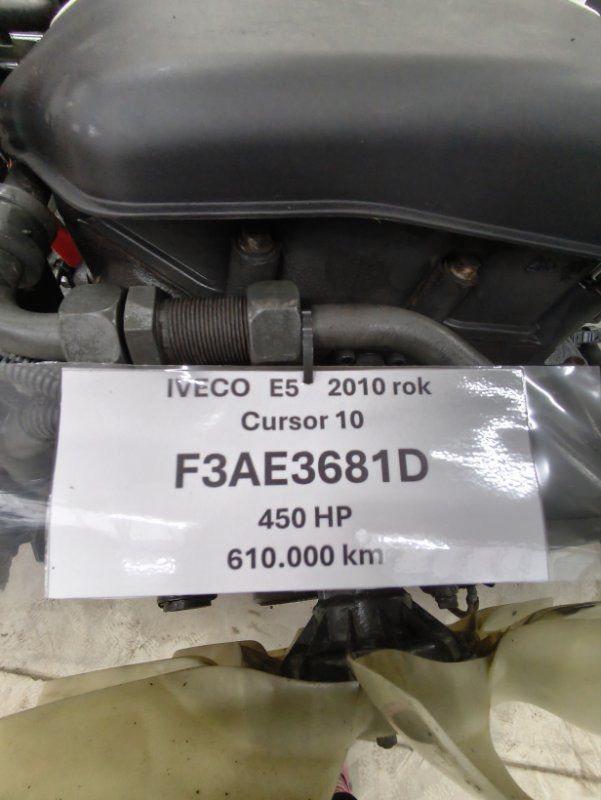 IVECO E5 2010 rok
Cursor 10
F3AE3681D
450 HP
610.000 km